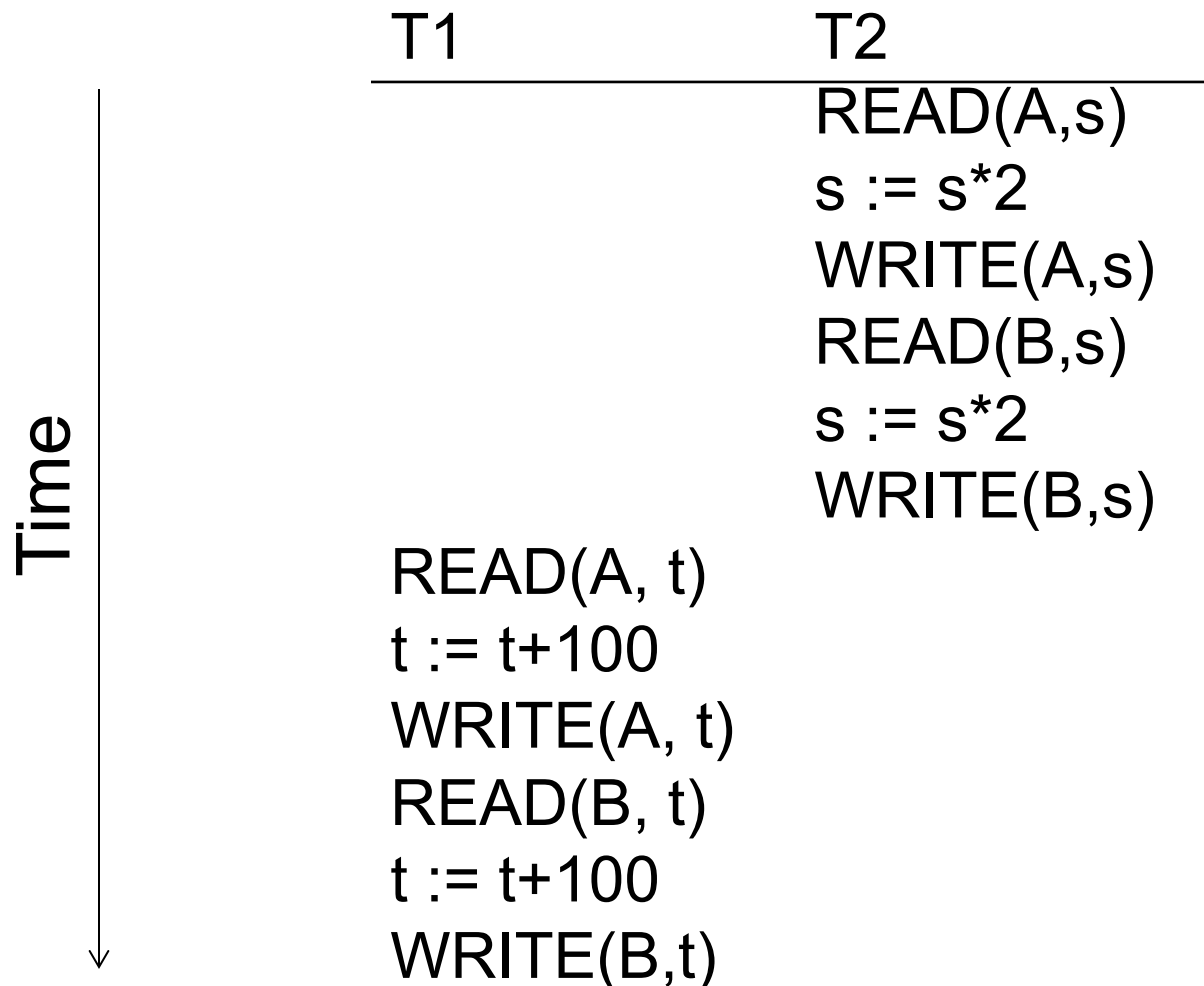 T1 T2
READ(A,s)
s := s*2
WRITE(A,s)
READ(B,s)
s := s*2
WRITE(B,s)
READ(A, t)
t := t+100
WRITE(A, t)
READ(B, t)
t := t+100
WRITE(B,t)
Time